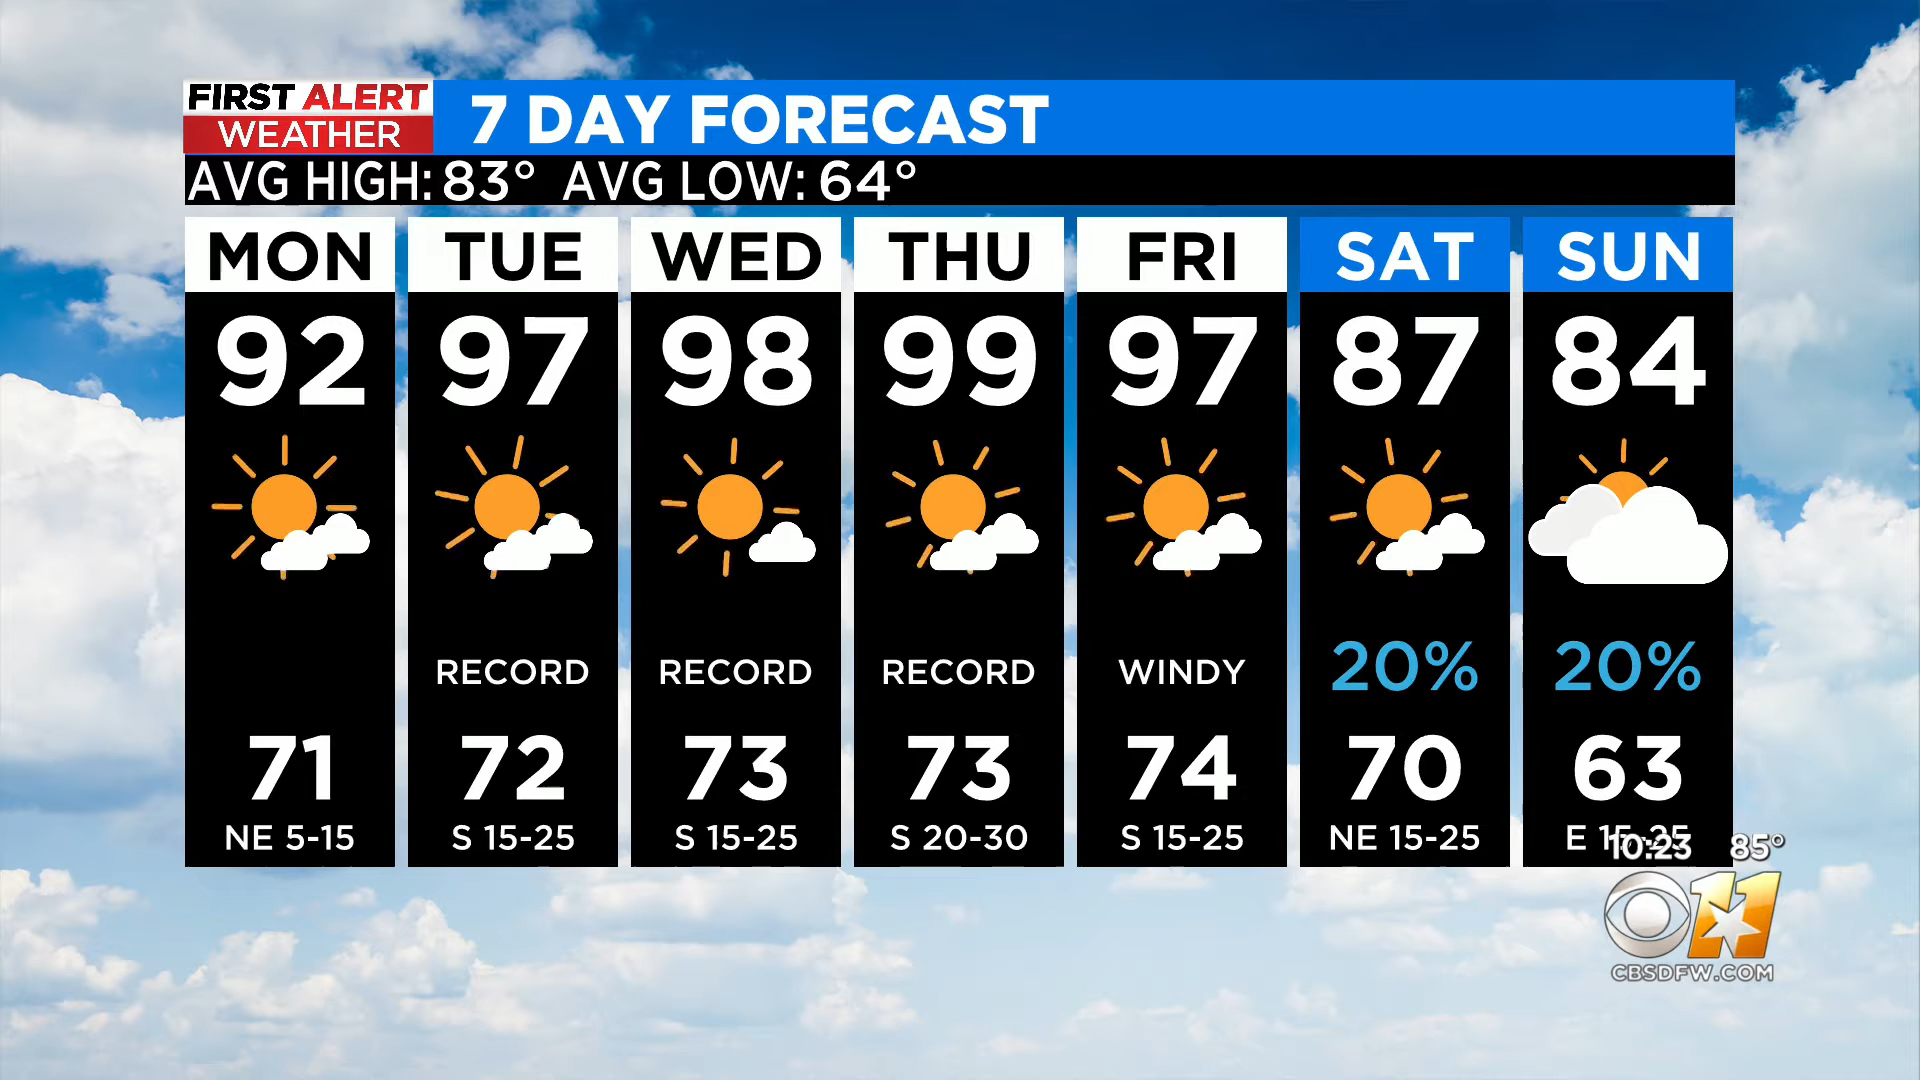 FIRST ALERT
WEATHER
7 DAY FORECAST
AVG HIGH: 83° AVG LOW: 64°
MON TUE WED THU FRI SAT SUN
92 97 98 99 97 87 84
RECORD RECORD RECORD WINDY 20% 20%
71 72 73 73 74 70 63
NE 5-15 S 15-25 S 15-25 S 20-30 S 15-25 NE 15-25 E 15-25
10:23 85°
11
CBSDFW.COM